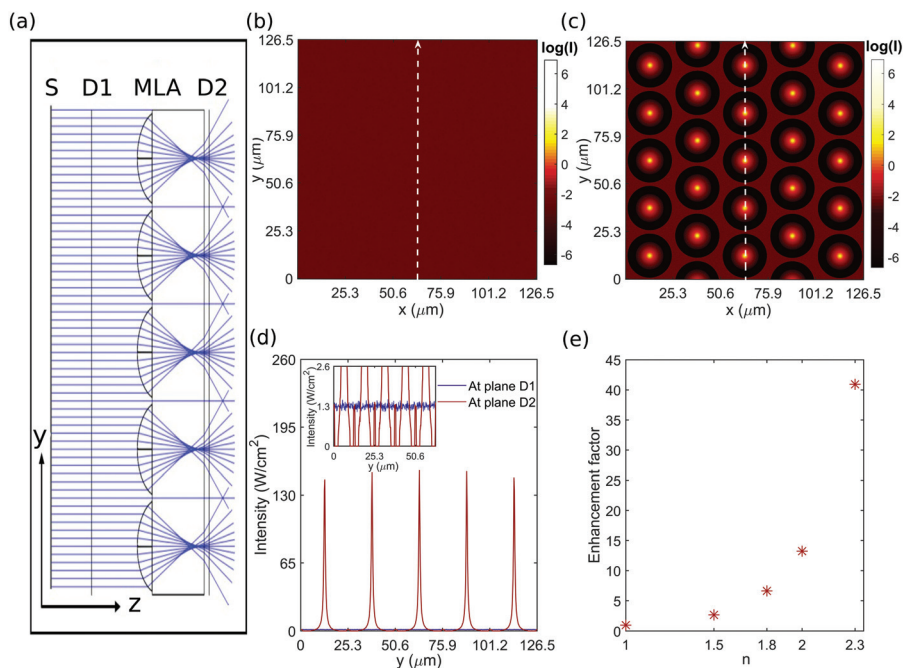 (a)
S D1 MLA D2
y
z
(b)
126.5
101.2
75.9
50.6
25.3
0
y (μm)
25.3 50.6 75.9 101.2 126.5
x (μm)
log(I)
6
4
2
0
-2
-4
-6
(c)
126.5
101.2
75.9
50.6
25.3
0
y (μm)
25.3 50.6 75.9 101.2 126.5
x (μm)
log(I)
6
4
2
0
-2
-4
-6
(d)
260
195
130
65
0
Intensity (W/cm²)
0 25.3 50.6 75.9 101.2 126.5
y (μm)
2.6
1.3
0
Intensity (W/cm²)
0 25.3 50.6
y (μm)
At plane D1
At plane D2
(e)
45
40
35
30
25
20
15
10
5
0
Enhancement factor
1 1.5 1.8 2 2.3
n